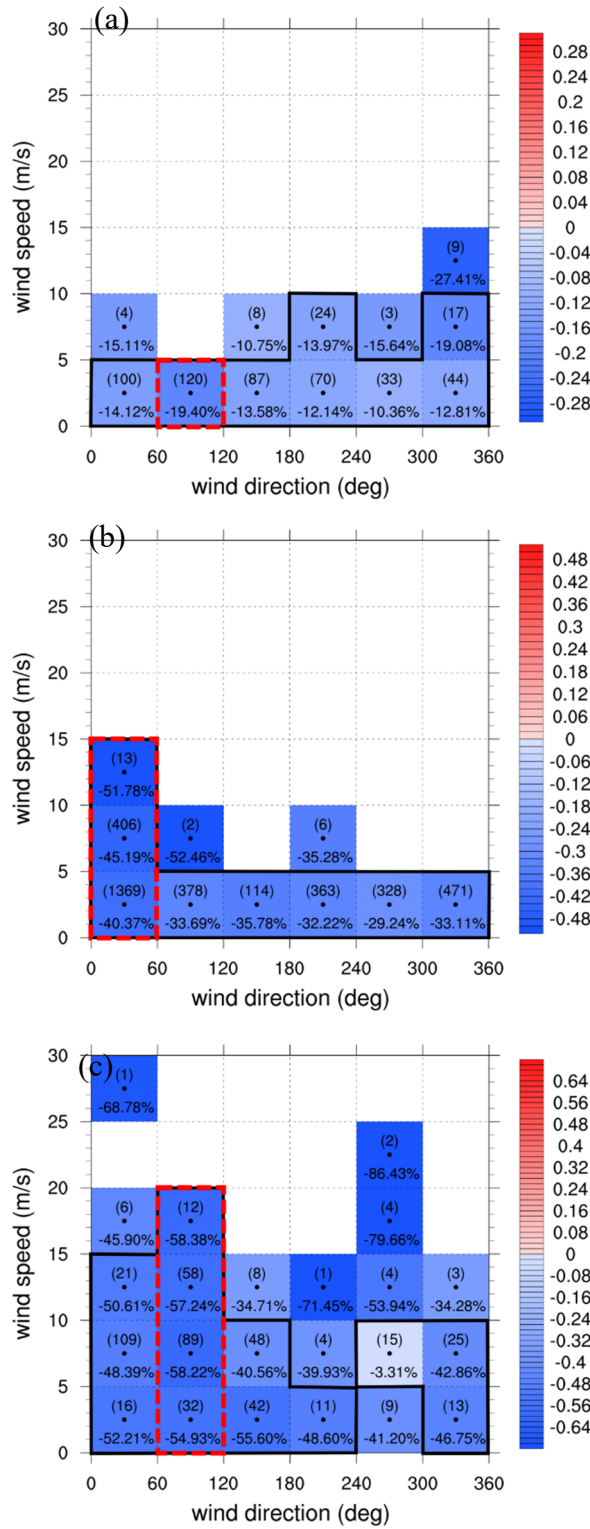 (a)
30
25
20
15
10
5
0
wind speed (m/s)
(9)
-27.41%
(4) (8) (24) (3) (17)
-15.11% -10.75% -13.97% -15.64% -19.08%
(100) (120) (87) (70) (33) (44)
-14.12% -19.40% -13.58% -12.14% -10.36% -12.81%
0 60 120 180 240 300 360
wind direction (deg)
0.28
0.24
0.2
0.16
0.12
0.08
0.04
0
-0.04
-0.08
-0.12
-0.16
-0.2
-0.24
-0.28
(b)
30
25
20
15
10
5
0
wind speed (m/s)
(13)
-51.78%
(406) (2) (6)
-45.19% -52.46% -35.28%
(1369) (378) (114) (363) (328) (471)
-40.37% -33.69% -35.78% -32.22% -29.24% -33.11%
0 60 120 180 240 300 360
wind direction (deg)
0.48
0.42
0.36
0.3
0.24
0.18
0.12
0.06
0
-0.06
-0.12
-0.18
-0.24
-0.3
-0.36
-0.42
-0.48
(c)
30
25
20
15
10
5
0
wind speed (m/s)
(1)
-68.78%
(2)
-86.43%
(6) (12) (4)
-45.90% -58.38% -79.66%
(21) (58) (8) (1) (4) (3)
-50.61% -57.24% -34.71% -71.45% -53.94% -34.28%
(109) (89) (48) (4) (15) (25)
-48.39% -58.22% -40.56% -39.93% -3.31% -42.86%
(16) (32) (42) (11) (9) (13)
-52.21% -54.93% -55.60% -48.60% -41.20% -46.75%
0 60 120 180 240 300 360
wind direction (deg)
0.64
0.56
0.48
0.4
0.32
0.24
0.16
0.08
0
-0.08
-0.16
-0.24
-0.32
-0.4
-0.48
-0.56
-0.64